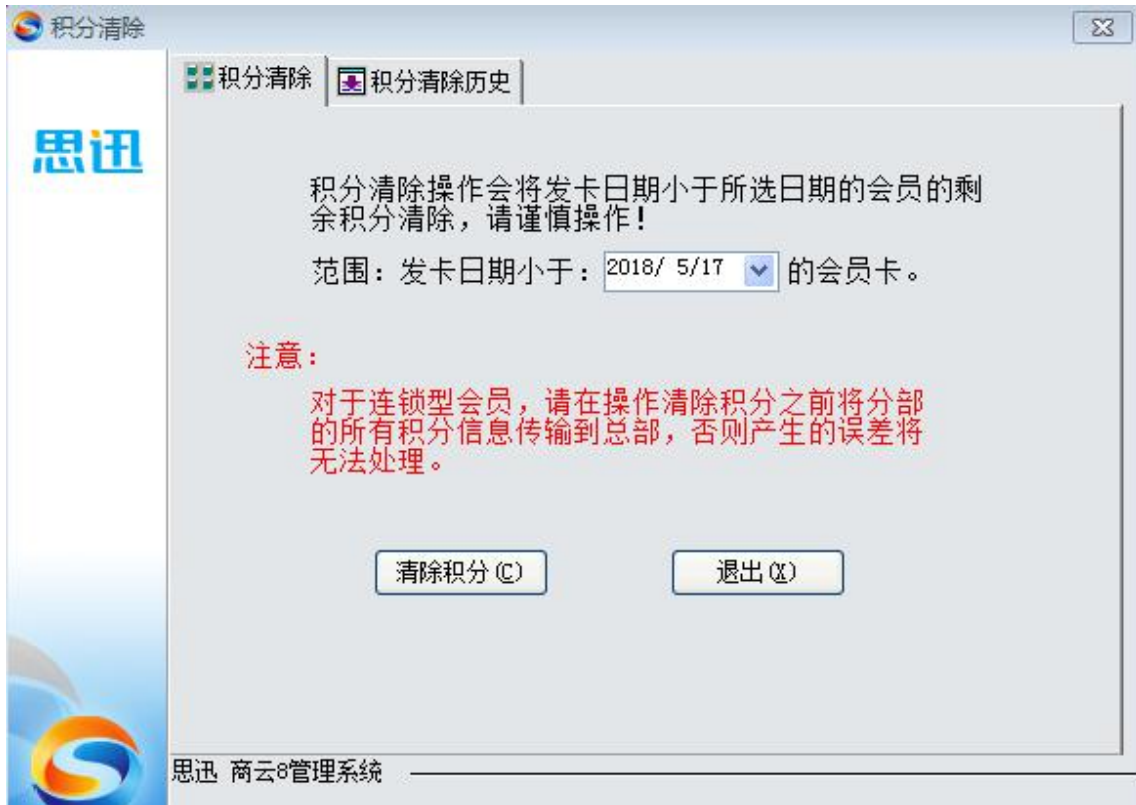 积分清除
积分清除 积分清除历史
思迅
积分清除操作会将发卡日期小于所选日期的会员的剩
余积分清除，请谨慎操作！
范围：发卡日期小于：2018/ 5/17 的会员卡。
注意：
对于连锁型会员，请在操作清除积分之前将分部
的所有积分信息传输到总部，否则产生的误差将
无法处理。
清除积分(C) 退出(X)
思迅 商云8管理系统